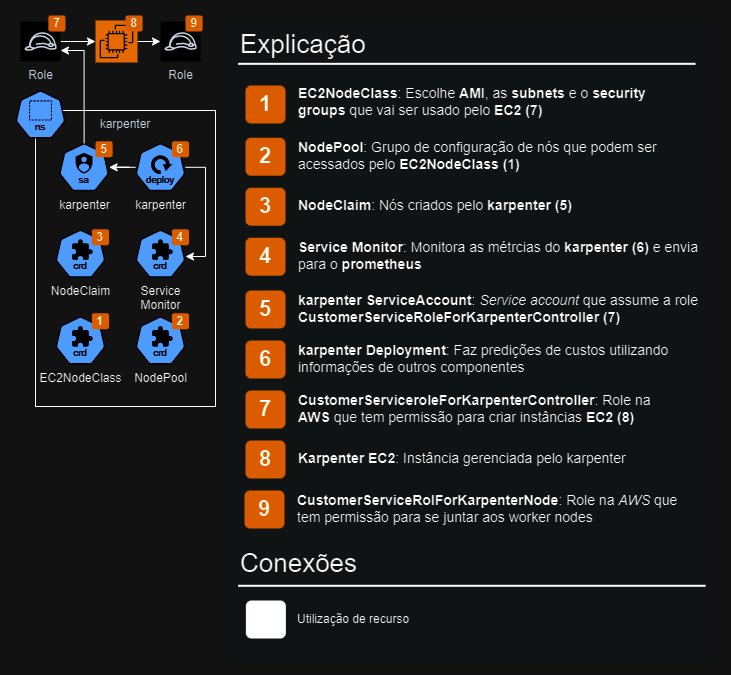 7
8
9
Role
Role
ns
karpenter
5
6
sa
deploy
karpenter
karpenter
3
4
crd
crd
NodeClaim
Service
Monitor
1
2
crd
crd
EC2NodeClass
NodePool
Explicação
1
EC2NodeClass: Escolhe AMI, as subnets e o security
groups que vai ser usado pelo EC2 (7)
2
NodePool: Grupo de configuração de nós que podem ser
acessados pelo EC2NodeClass (1)
3
NodeClaim: Nós criados pelo karpenter (5)
4
Service Monitor: Monitora as métrcias do karpenter (6) e envia
para o prometheus
5
karpenter ServiceAccount: Service account que assume a role
CustomerServiceRoleForKarpenterController (7)
6
karpenter Deployment: Faz predições de custos utilizando
informações de outros componentes
7
CustomerServiceroleForKarpenterController: Role na
AWS que tem permissão para criar instâncias EC2 (8)
8
Karpenter EC2: Instância gerenciada pelo karpenter
9
CustomerServiceRolForKarpenterNode: Role na AWS que
tem permissão para se juntar aos worker nodes
Conexões
Utilização de recurso